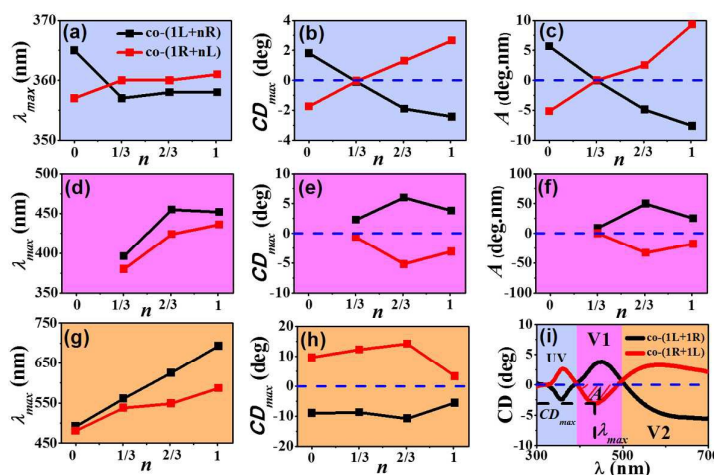 (a)
co-(1L+nR)
co-(1R+nL)
370
360
350
λmax (nm)
0 1/3 2/3 1
n
(b)
4
2
0
-2
-4
CDmax (deg)
0 1/3 2/3 1
n
(c)
10
5
0
-5
-10
A (deg.nm)
0 1/3 2/3 1
n
(d)
450
425
400
375
350
λmax (nm)
0 1/3 2/3 1
n
(e)
10
5
0
-5
-10
CDmax (deg)
0 1/3 2/3 1
n
(f)
100
50
0
-50
-100
A (deg.nm)
0 1/3 2/3 1
n
(g)
750
650
550
450
λmax (nm)
0 1/3 2/3 1
n
(h)
20
10
0
-10
-20
CDmax (deg)
0 1/3 2/3 1
n
(i)
V1
co-(1L+1R)
co-(1R+1L)
UV
10
5
0
-5
-10
CD (deg)
A
CDmax
λmax
V2
300 400 500 600 700
λ (nm)